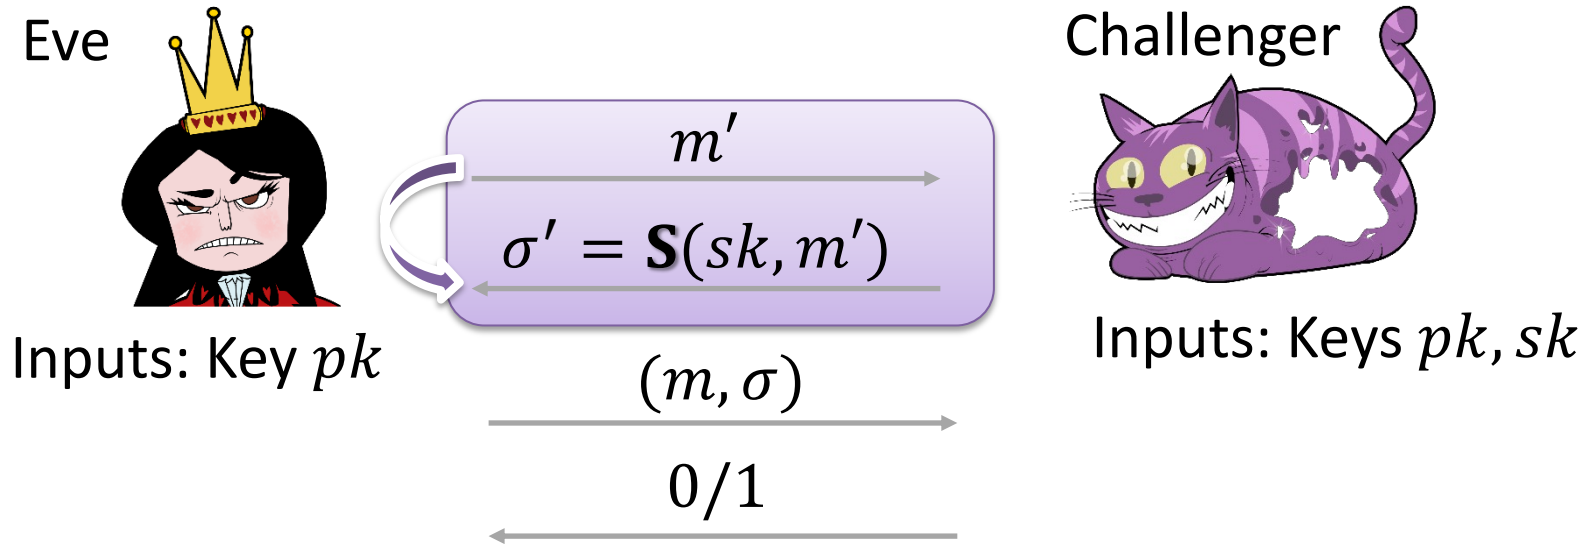 Eve
Challenger
m′
σ′ = S(sk, m′)
Inputs: Key pk
Inputs: Keys pk, sk
(m, σ)
0/1